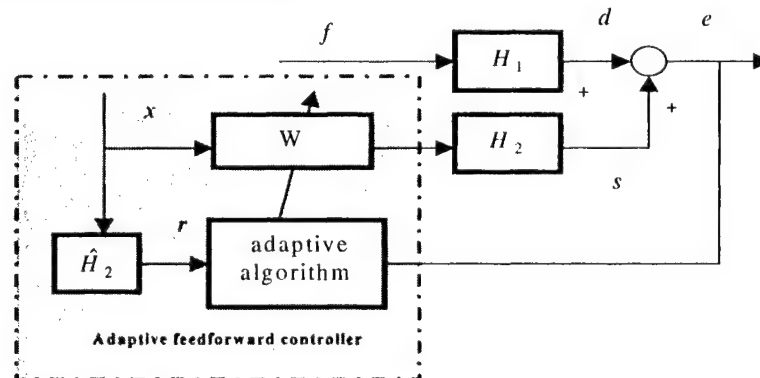 f
d
e
H1
+
+
x
W
H2
s
r
Ĥ2
adaptive
algorithm
Adaptive feedforward controller